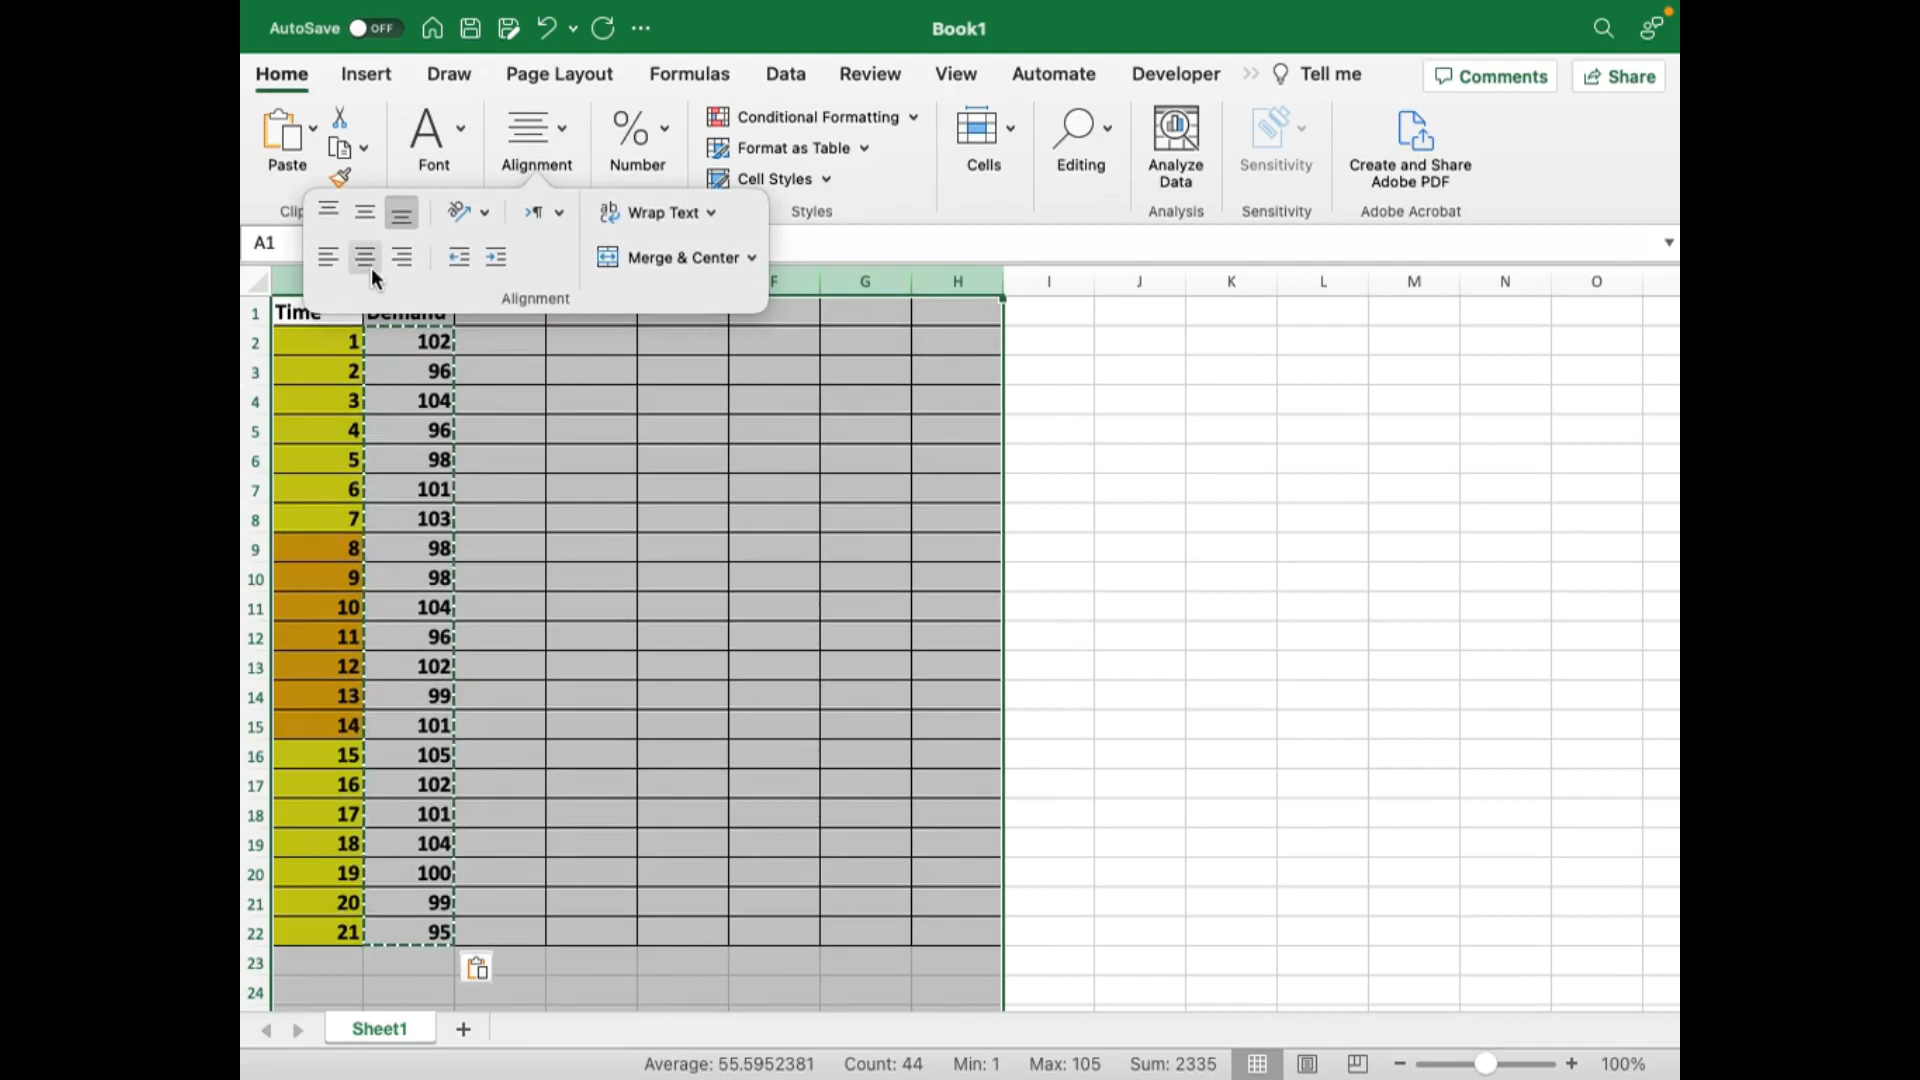 AutoSave OFF Book1
Home Insert Draw Page Layout Formulas Data Review View Automate Developer Tell me Comments Share
Paste Font Alignment Number Conditional Formatting Format as Table Cell Styles Cells Editing Analyze Data Sensitivity Create and Share Adobe PDF
Styles Analysis Sensitivity Adobe Acrobat
Wrap Text
Merge & Center
Alignment
A1
F G H I J K L M N O
1 Time Demand
2 1 102
3 2 96
4 3 104
5 4 96
6 5 98
7 6 101
8 7 103
9 8 98
10 9 98
11 10 104
12 11 96
13 12 102
14 13 99
15 14 101
16 15 105
17 16 102
18 17 101
19 18 104
20 19 100
21 20 99
22 21 95
23
24
Sheet1
Average: 55.5952381 Count: 44 Min: 1 Max: 105 Sum: 2335 100%